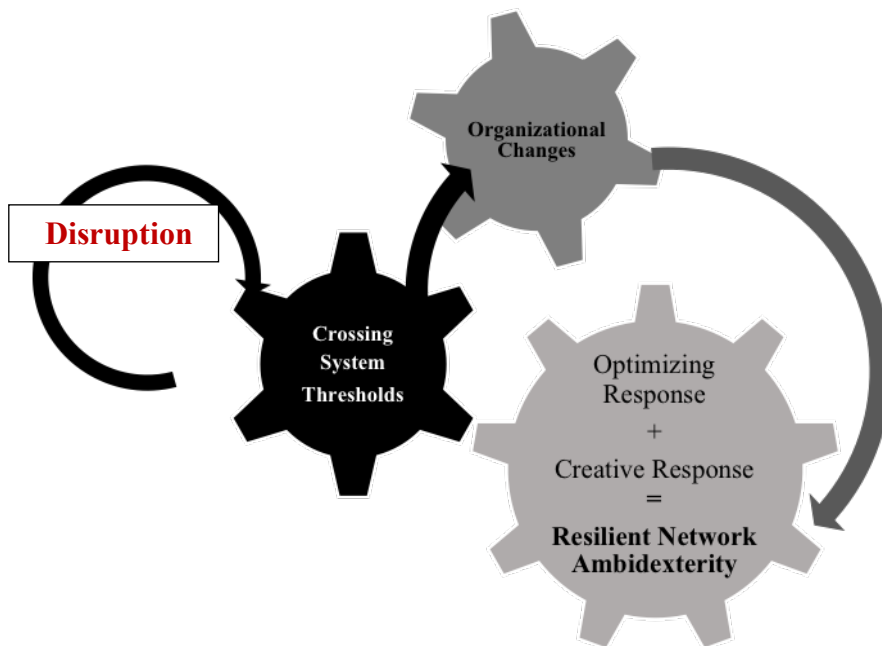 Disruption
Crossing
System
Thresholds
Organizational
Changes
Optimizing
Response
+
Creative Response
=
Resilient Network
Ambidexterity